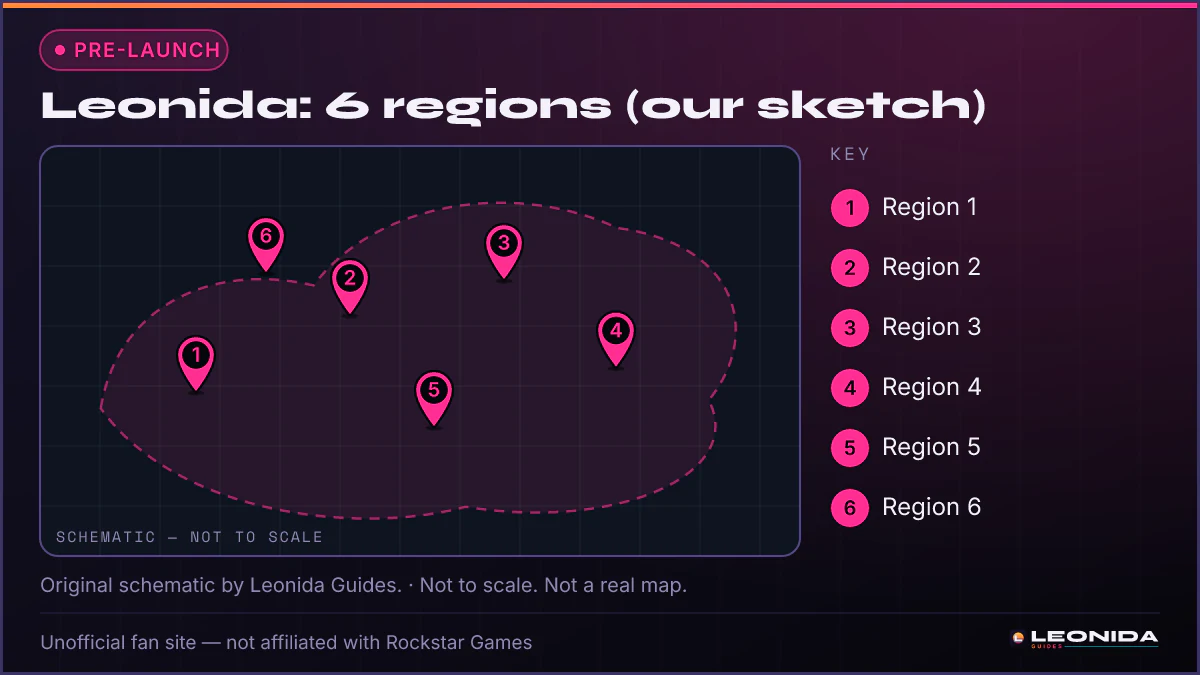 PRE-LAUNCH
Leonida: 6 regions (our sketch)
6
3
2
4
1
5
SCHEMATIC — NOT TO SCALE
KEY
1 Region 1
2 Region 2
3 Region 3
4 Region 4
5 Region 5
6 Region 6
Original schematic by Leonida Guides. · Not to scale. Not a real map.
Unofficial fan site — not affiliated with Rockstar Games
LEONIDA
GUIDES